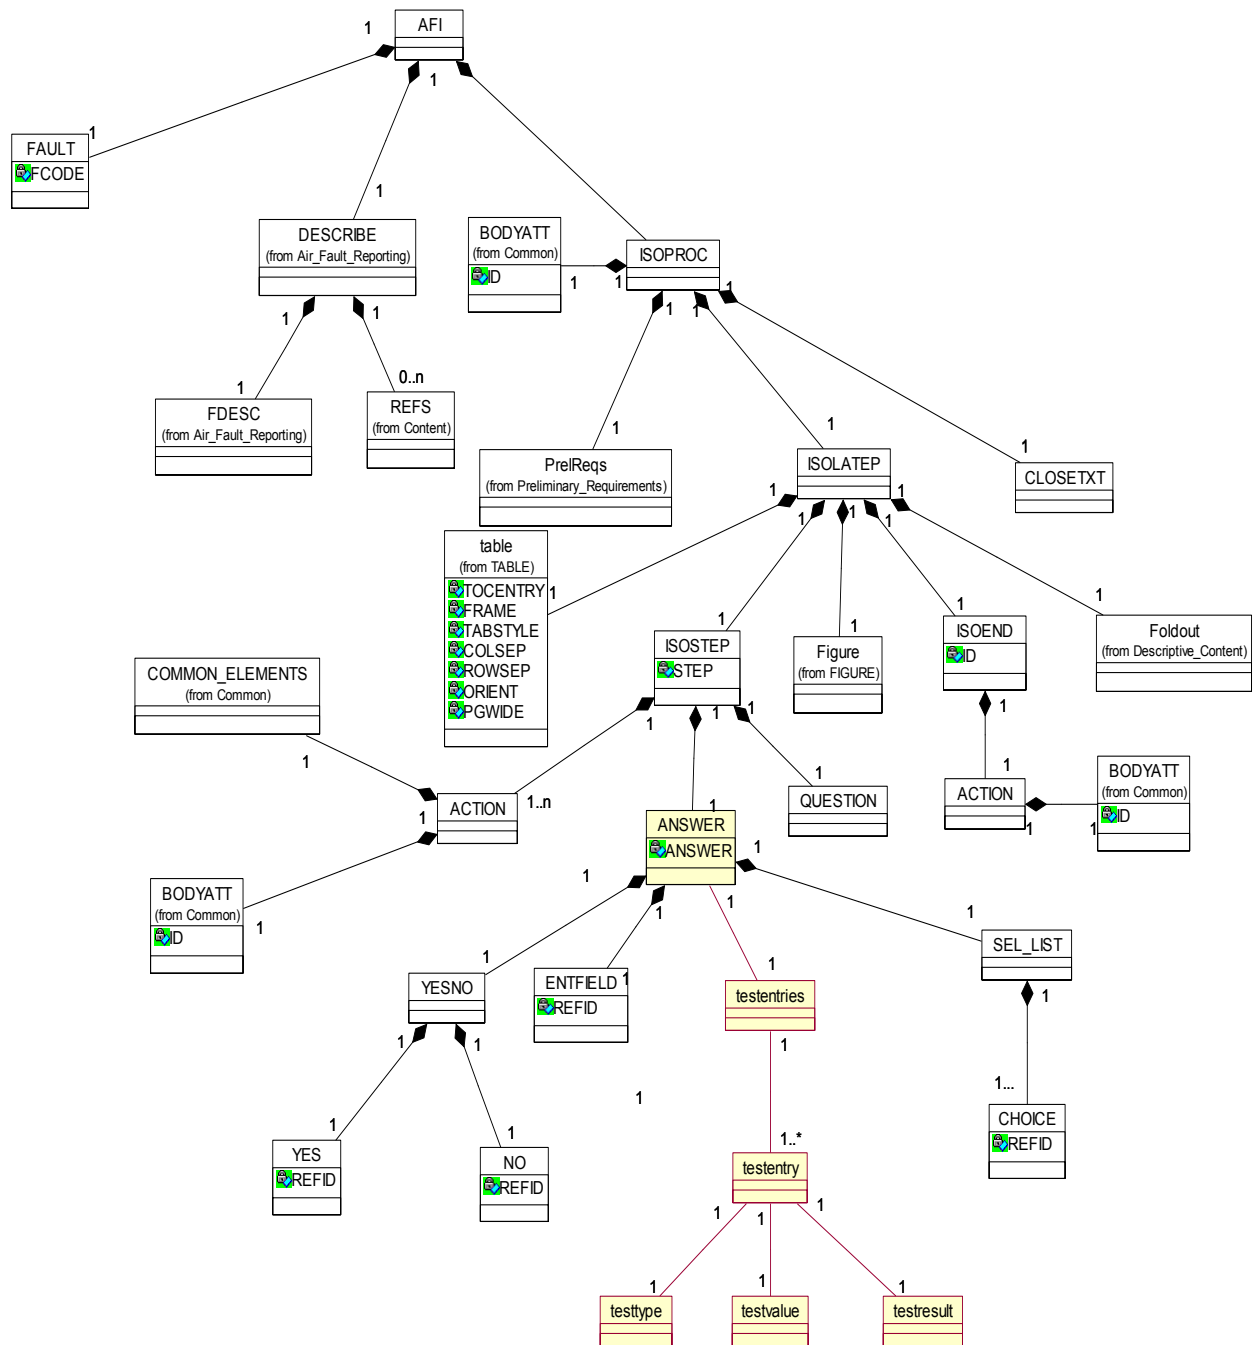 AFI
1
1
1
FAULT
FCODE
1
DESCRIBE
(from Air_Fault_Reporting)
BODYATT
(from Common)
ID
ISOPROC
1
1
1
1
1
1
1
1
0..n
FDESC
(from Air_Fault_Reporting)
REFS
(from Content)
1
1
1
PrelReqs
(from Preliminary_Requirements)
ISOLATEP
CLOSETXT
1
1
1
1
1
table
(from TABLE)
TOCENTRY
FRAME
TABSTYLE
COLSEP
ROWSEP
ORIENT
PGWIDE
1
1
1
1
1
ISOSTEP
STEP
Figure
(from FIGURE)
ISOEND
ID
Foldout
(from Descriptive_Content)
COMMON_ELEMENTS
(from Common)
1
1
1
1
1
1
1
ACTION
1..n
1
QUESTION
ACTION
BODYATT
(from Common)
ID
1
1
1
ANSWER
ANSWER
BODYATT
(from Common)
ID
1
1
1
1
1
1
SEL_LIST
1
1
1
1
YESNO
ENTFIELD
REFID
testentries
1
1
1
1
1...
1
CHOICE
REFID
1
1
1..*
YES
REFID
NO
REFID
testentry
1
1
1
1
1
1
testtype
testvalue
testresult